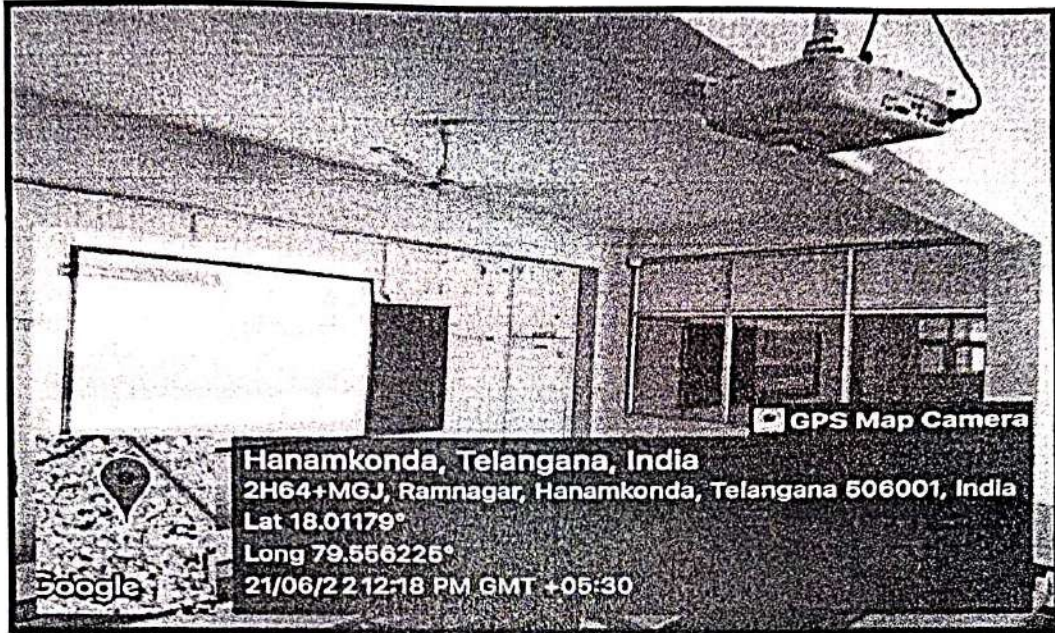 GPS Map Camera
Hanamkonda, Telangana, India
2H64+MGJ, Ramnagar, Hanamkonda, Telangana 506001, India
Lat 18.01179°
Long 79.556225°
21/06/22 12:18 PM GMT +05:30
Google